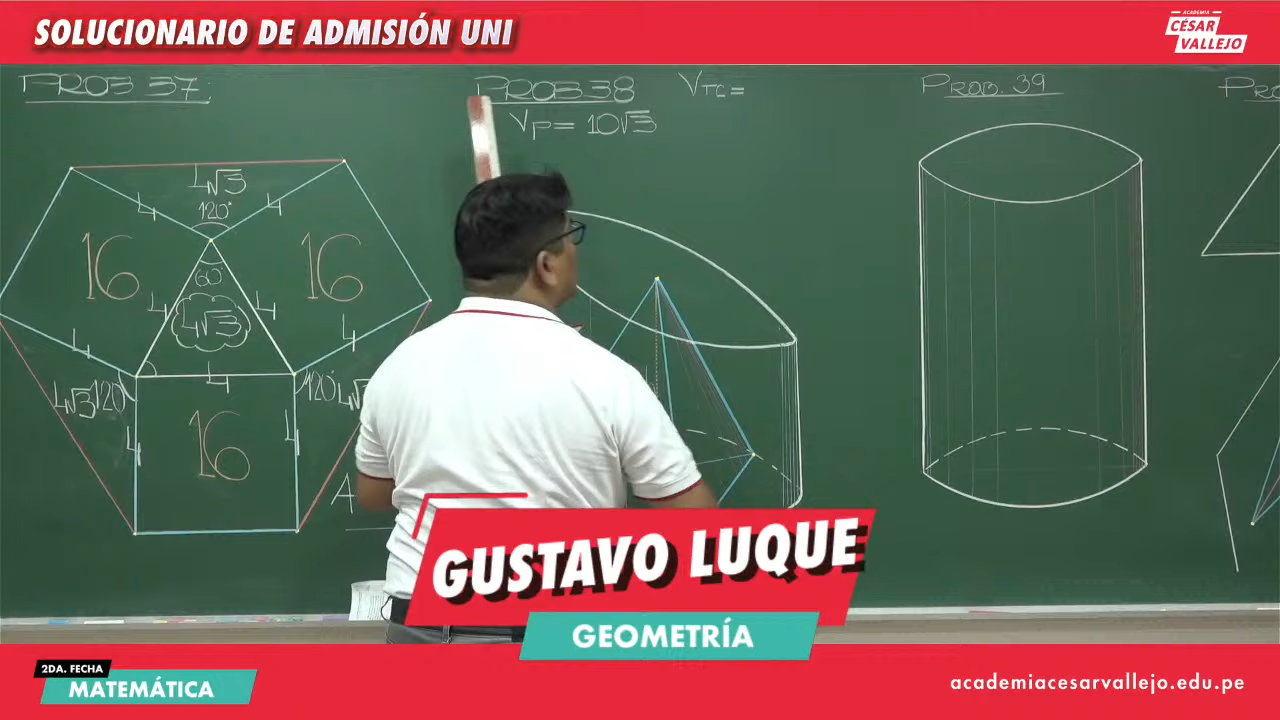 SOLUCIONARIO DE ADMISIÓN UNI
ACADEMIA
CÉSAR
VALLEJO
PROB 37:
4√3
4
120°
4
16
16
60°
4
4
4√3
4
4
4
4√3
120°
120°
4
16
4
A
PROB 38
VP = 10√3
VTC =
PROB. 39
GUSTAVO LUQUE
GEOMETRÍA
2DA. FECHA
MATEMÁTICA
academiacesarvallejo.edu.pe